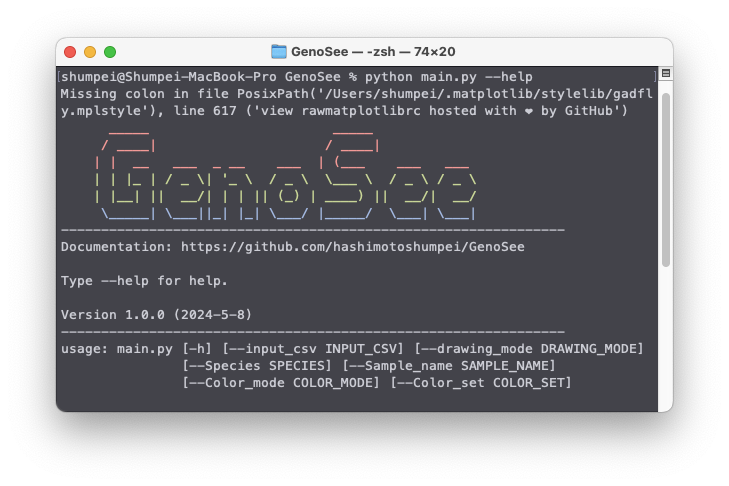 GenoSee — -zsh — 74×20
[shumpei@Shumpei-MacBook-Pro GenoSee % python main.py --help ]
Missing colon in file PosixPath('/Users/shumpei/.matplotlib/stylelib/gadfl
y.mplstyle'), line 617 ('view rawmatplotlibrc hosted with ❤ by GitHub')
GenoSee
Documentation: https://github.com/hashimotoshumpei/GenoSee
Type --help for help.
Version 1.0.0 (2024-5-8)
usage: main.py [-h] [--input_csv INPUT_CSV] [--drawing_mode DRAWING_MODE]
[--Species SPECIES] [--Sample_name SAMPLE_NAME]
[--Color_mode COLOR_MODE] [--Color_set COLOR_SET]